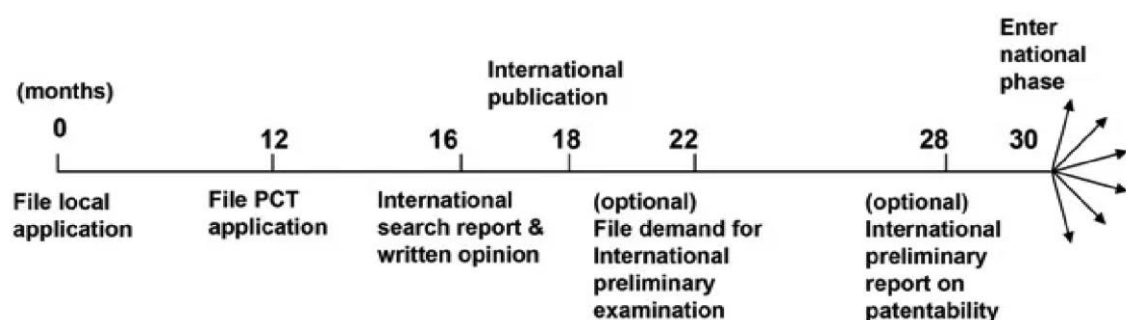 Enter
national
phase
International
publication
(months)
0
12
16
18
22
28
30
File local
application
File PCT
application
International
search report &
written opinion
(optional)
File demand for
International
preliminary
examination
(optional)
International
preliminary
report on
patentability